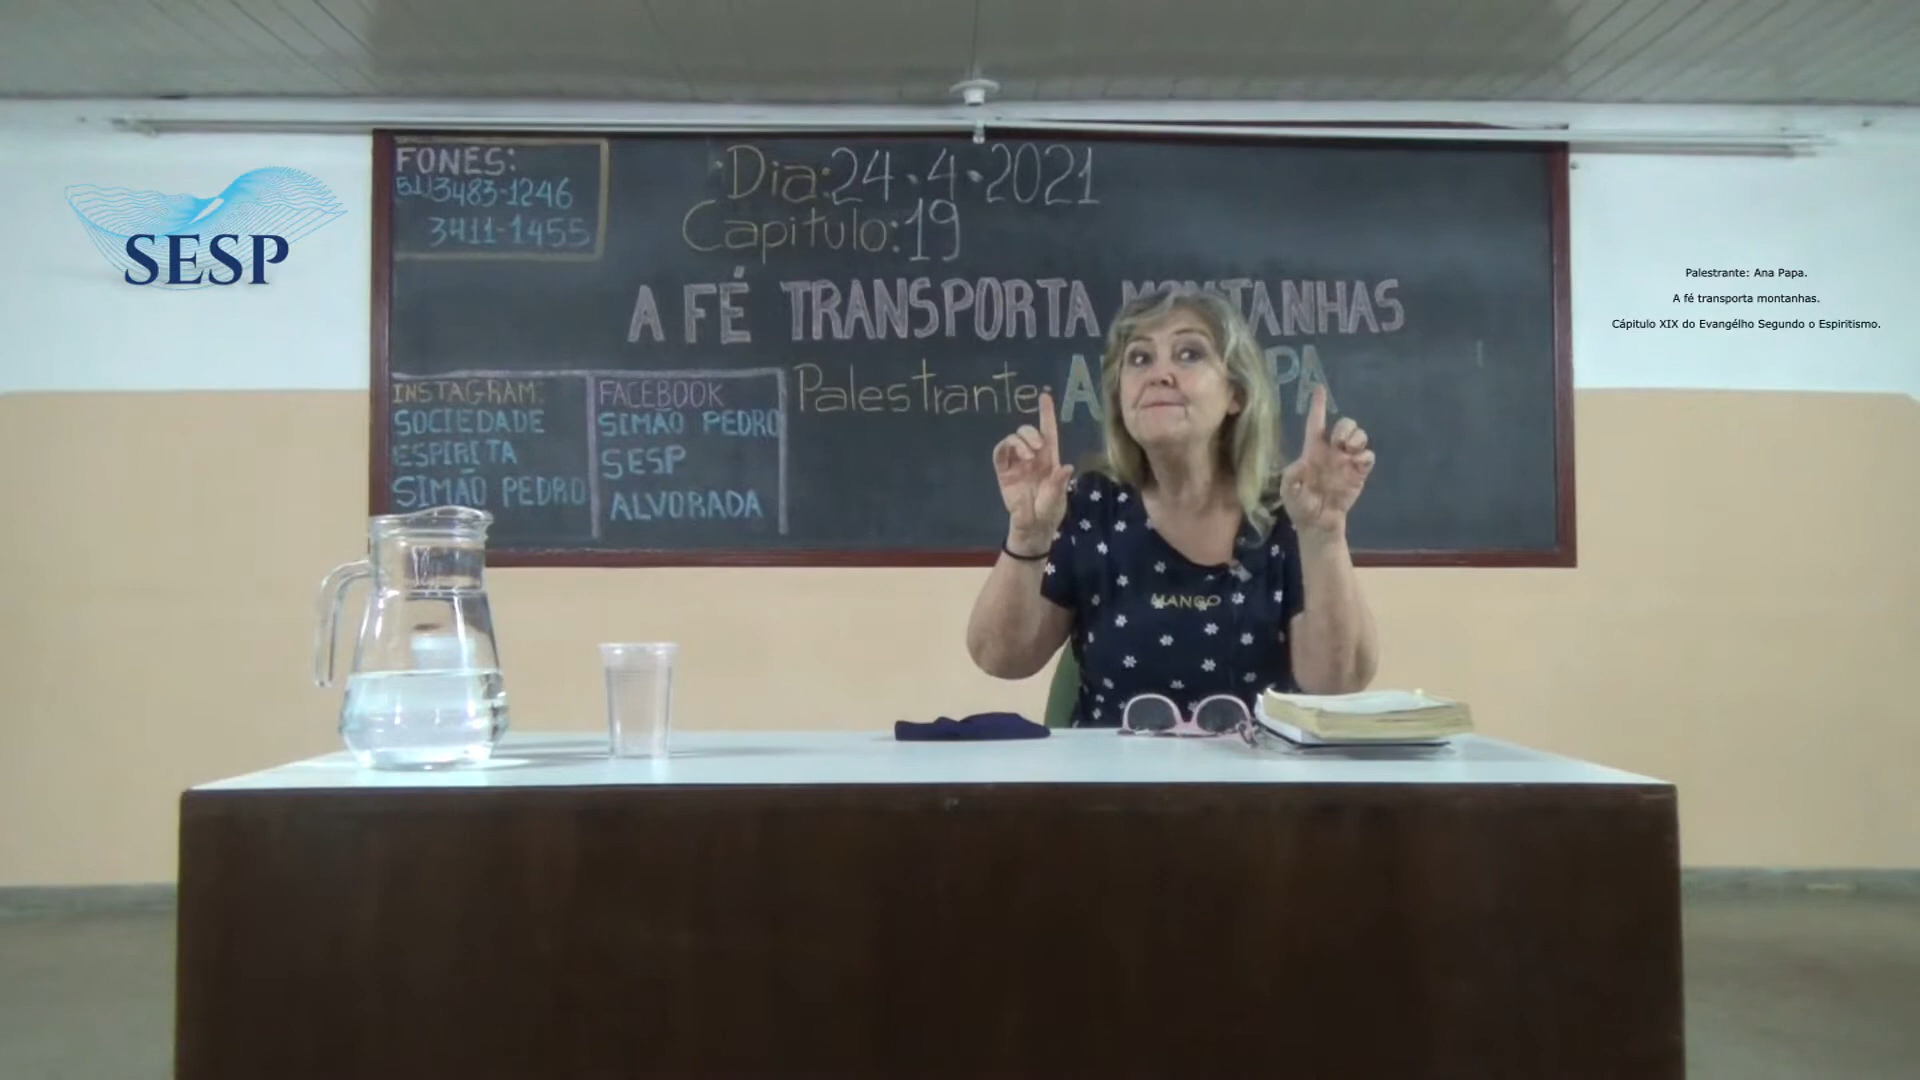 FONES:
51)3483-1246
3411-1455
Dia:24.4.2021
Capitulo:19
A FÉ TRANSPORTA MONTANHAS
Palestrante:
INSTAGRAM:
SOCIEDADE
ESPIRITA
SIMÃO PEDRO
FACEBOOK
SIMÃO PEDRO
SESP
ALVORADA
SESP
Palestrante: Ana Papa.
A fé transporta montanhas.
Cápitulo XIX do Evangélho Segundo o Espiritismo.
MANGO